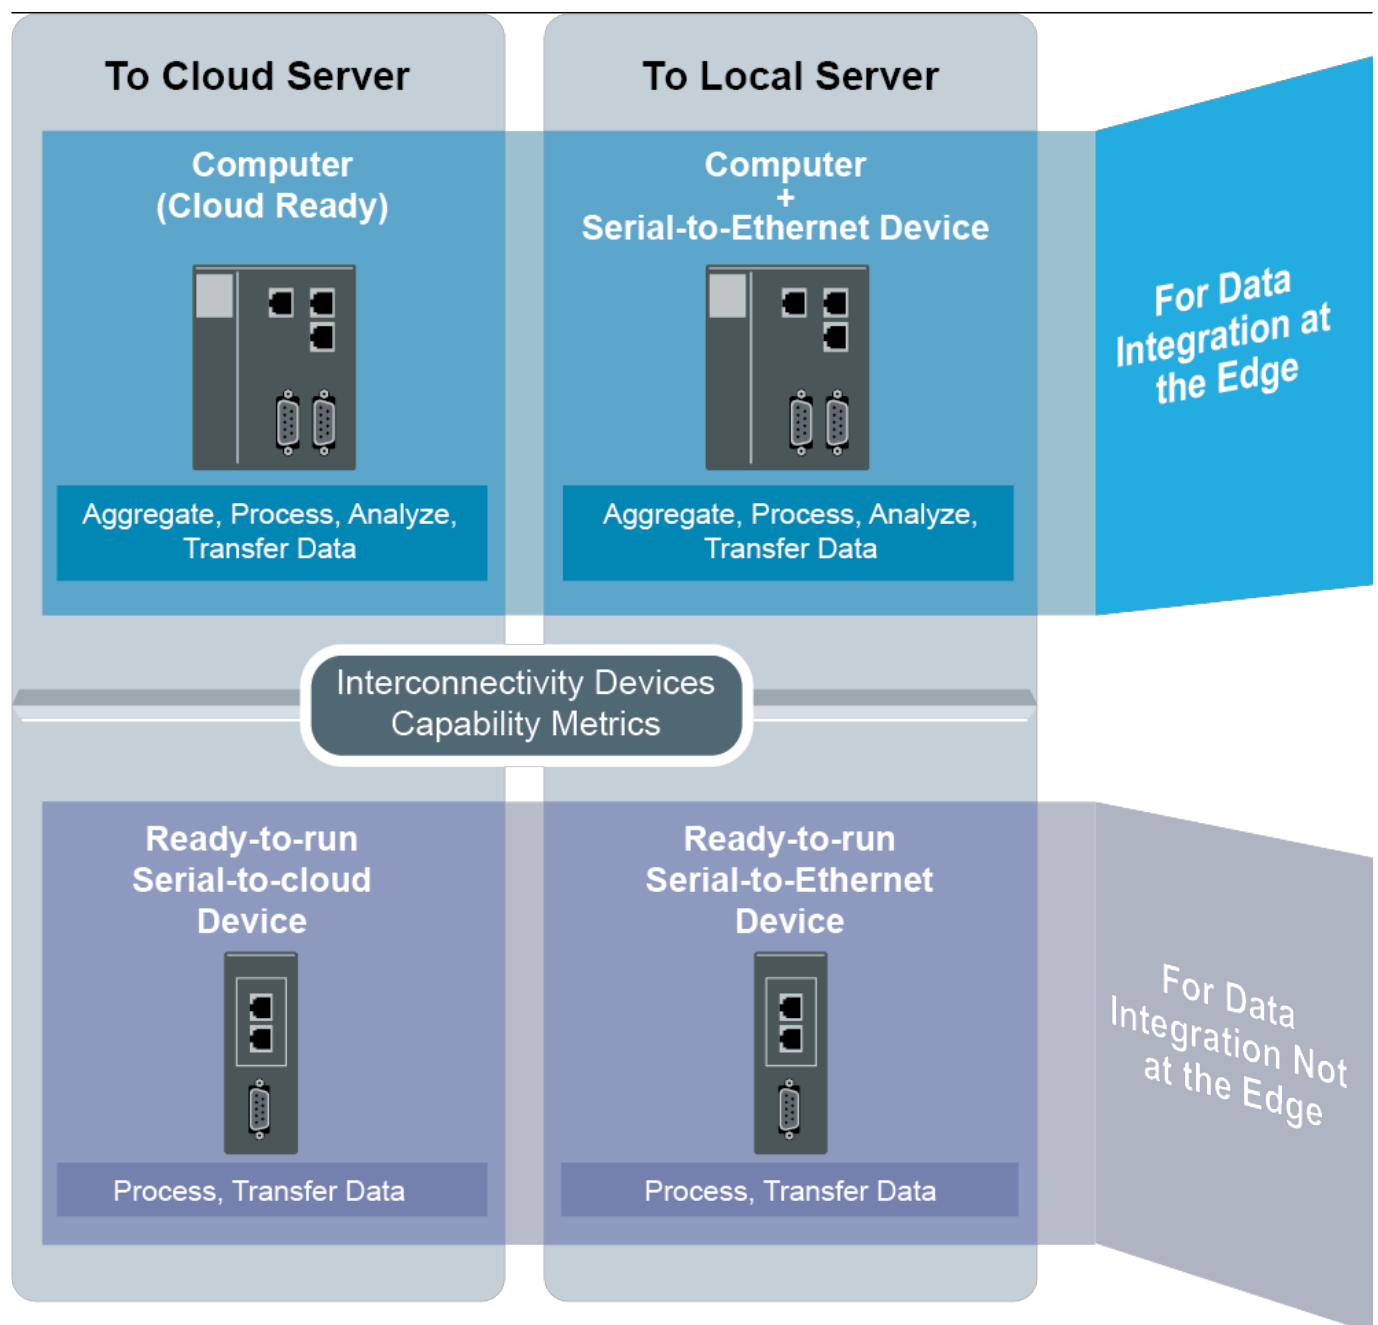 To Cloud Server
To Local Server
Computer
(Cloud Ready)
Computer
+
Serial-to-Ethernet Device
For Data
Integration at
the Edge
Aggregate, Process, Analyze,
Transfer Data
Aggregate, Process, Analyze,
Transfer Data
Interconnectivity Devices
Capability Metrics
Ready-to-run
Serial-to-cloud
Device
Ready-to-run
Serial-to-Ethernet
Device
For Data
Integration Not
at the Edge
Process, Transfer Data
Process, Transfer Data